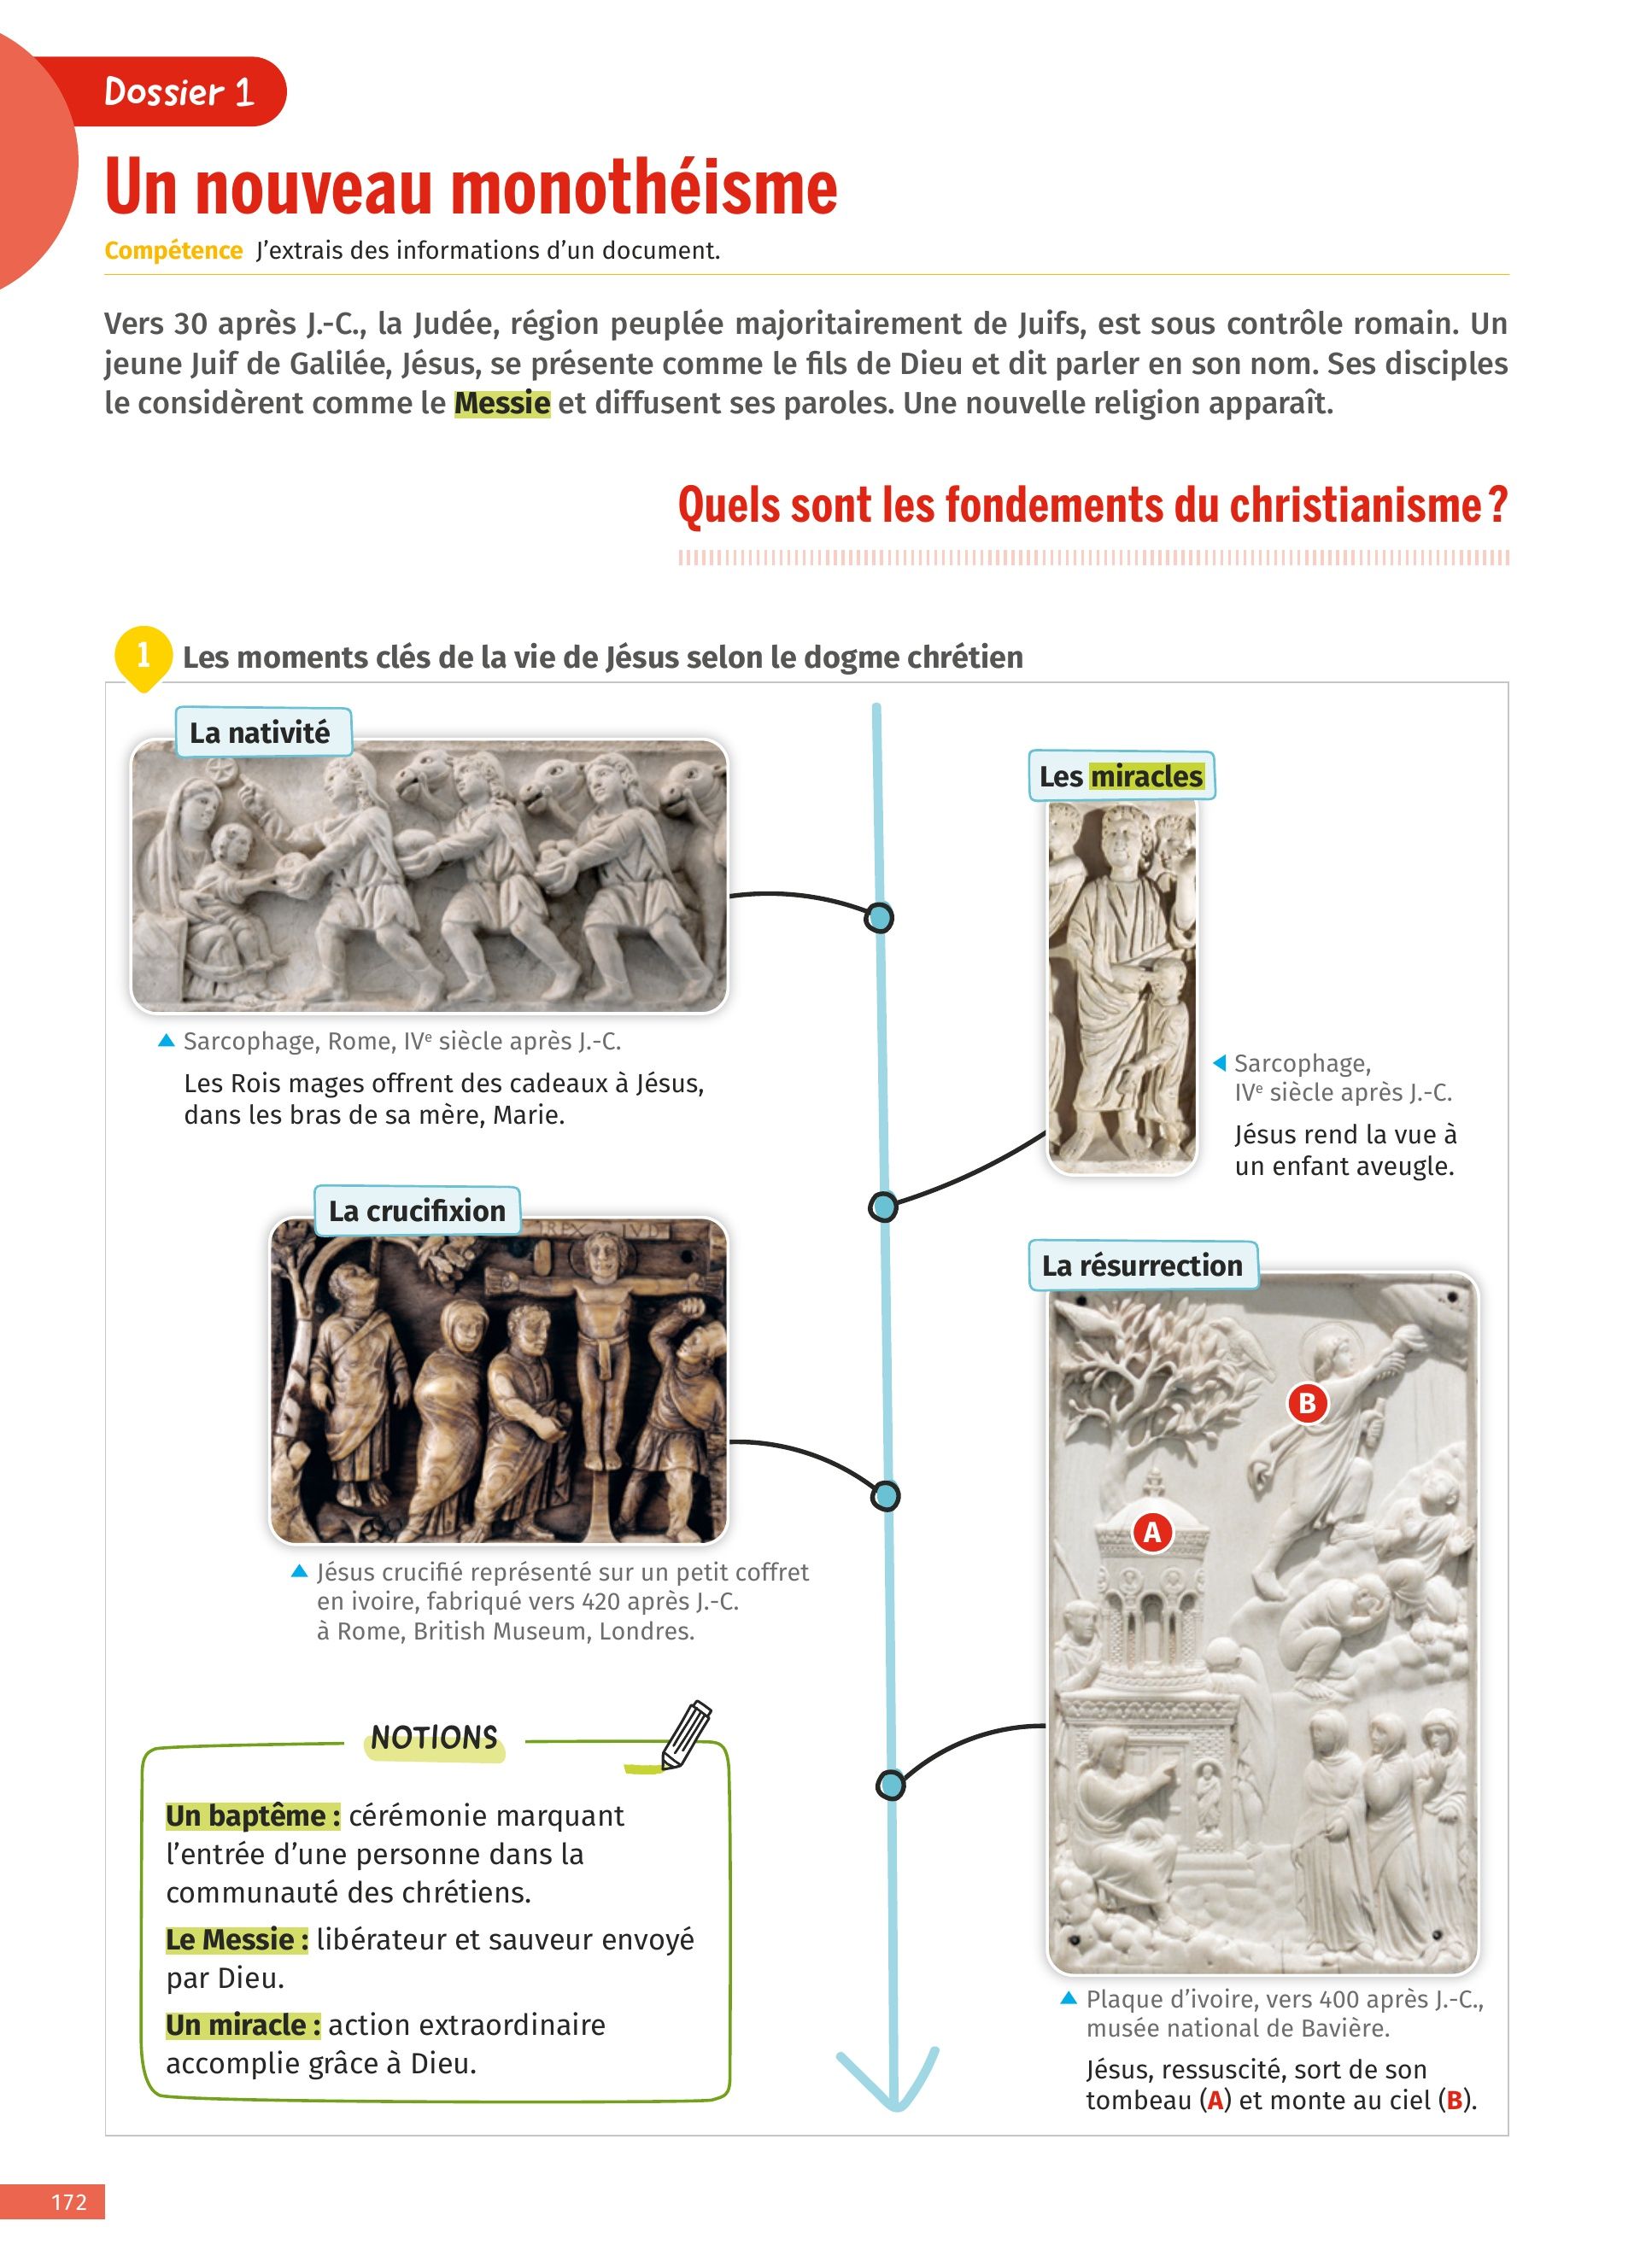 Dossier 1
Un nouveau monothéisme
Compétence J'extrais des informations d'un document.
Vers 30 après J.-C., la Judée, région peuplée majoritairement de Juifs, est sous contrôle romain. Un
jeune Juif de Galilée, Jésus, se présente comme le fils de Dieu et dit parler en son nom. Ses disciples
le considèrent comme le Messie et diffusent ses paroles. Une nouvelle religion apparaît.
Quels sont les fondements du christianisme ?
1 Les moments clés de la vie de Jésus selon le dogme chrétien
La nativité
Sarcophage, Rome, IVe siècle après J.-C.
Les Rois mages offrent des cadeaux à Jésus,
dans les bras de sa mère, Marie.
Les miracles
Sarcophage,
IVe siècle après J.-C.
Jésus rend la vue à
un enfant aveugle.
La crucifixion
REX IVD
Jésus crucifié représenté sur un petit coffret
en ivoire, fabriqué vers 420 après J.-C.
à Rome, British Museum, Londres.
La résurrection
B
A
Plaque d'ivoire, vers 400 après J.-C.,
musée national de Bavière.
Jésus, ressuscité, sort de son
tombeau (A) et monte au ciel (B).
NOTIONS
Un baptême : cérémonie marquant
l'entrée d'une personne dans la
communauté des chrétiens.
Le Messie : libérateur et sauveur envoyé
par Dieu.
Un miracle : action extraordinaire
accomplie grâce à Dieu.
172